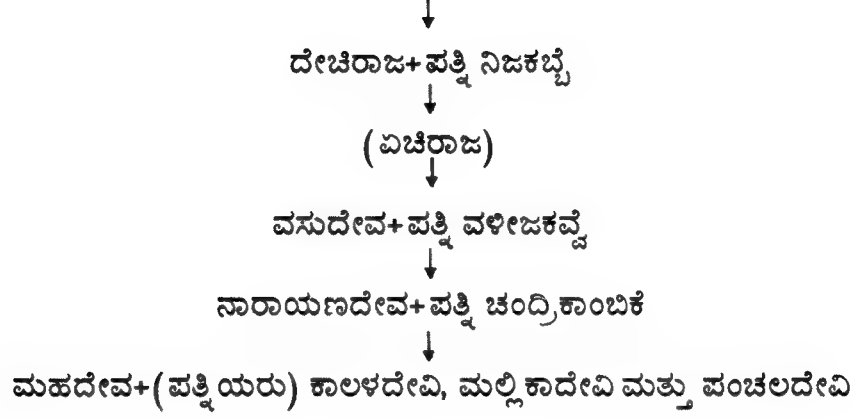 ದೇಚಿರಾಜ+ಪತ್ನಿ ನಿಜಕಬ್ಬೆ
(ಏಚಿರಾಜ)
ವಸುದೇವ+ಪತ್ನಿ ವಳೀಜಕವ್ವೆ
ನಾರಾಯಣದೇವ+ಪತ್ನಿ ಚಂದ್ರಿಕಾಂಬಿಕೆ
ಮಹದೇವ+(ಪತ್ನಿಯರು) ಕಾಲಳದೇವಿ, ಮಲ್ಲಿಕಾದೇವಿ ಮತ್ತು ಪಂಚಲದೇವಿ